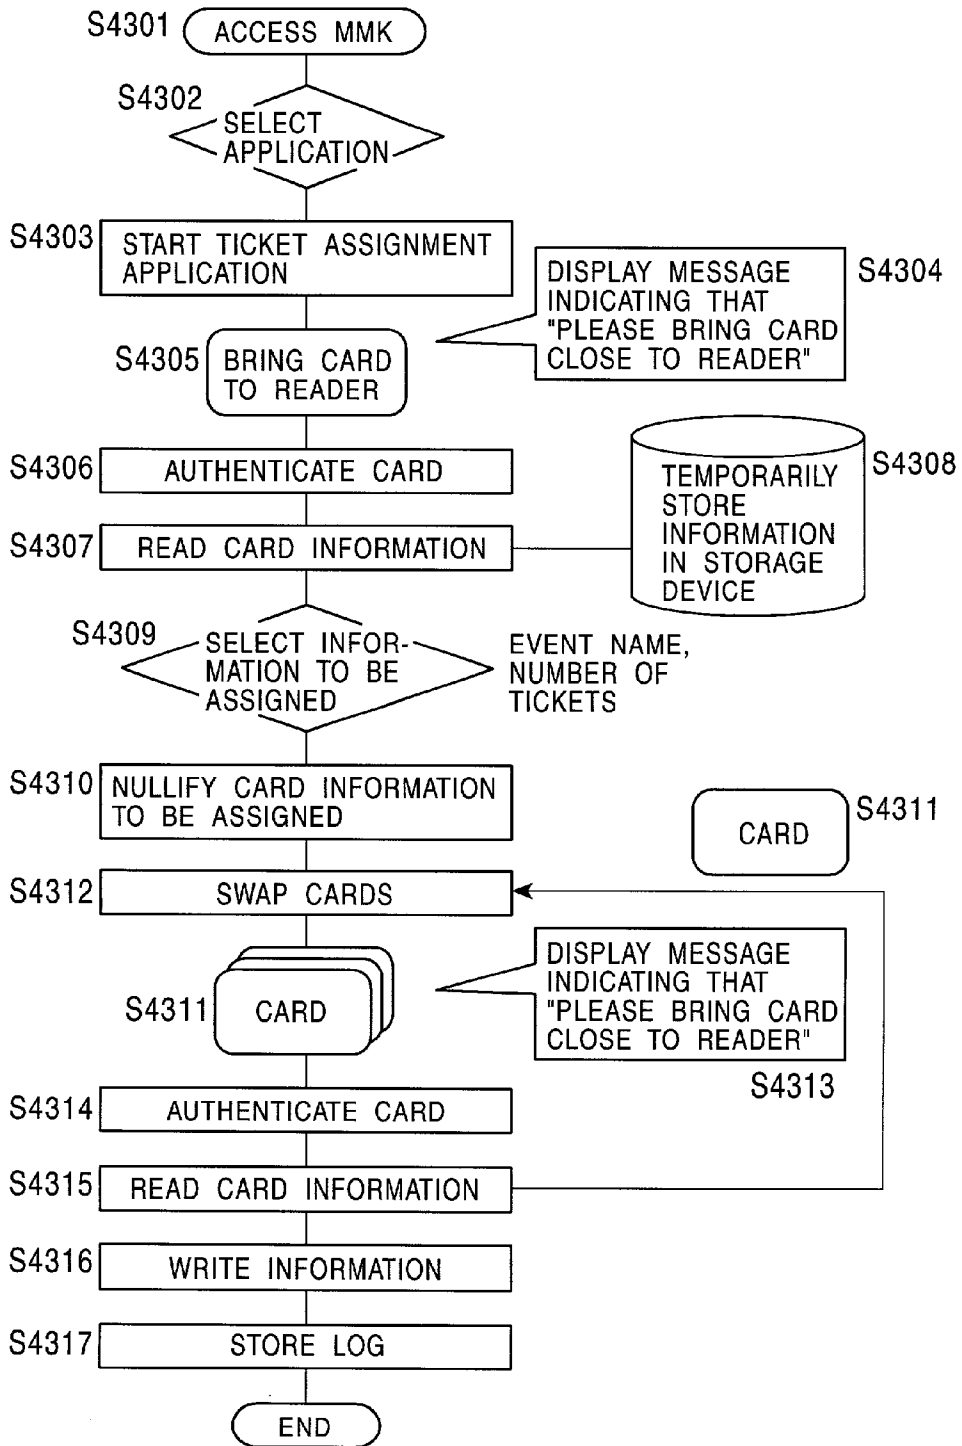 S4301
ACCESS MMK
S4302
SELECT
APPLICATION
S4303
START TICKET ASSIGNMENT
APPLICATION
DISPLAY MESSAGE
INDICATING THAT
"PLEASE BRING CARD
CLOSE TO READER"
S4304
S4305
BRING CARD
TO READER
S4306
AUTHENTICATE CARD
TEMPORARILY
STORE
INFORMATION
IN STORAGE
DEVICE
S4308
S4307
READ CARD INFORMATION
S4309
SELECT INFOR-
MATION TO BE
ASSIGNED
EVENT NAME,
NUMBER OF
TICKETS
S4310
NULLIFY CARD INFORMATION
TO BE ASSIGNED
CARD
S4311
S4312
SWAP CARDS
S4311
CARD
DISPLAY MESSAGE
INDICATING THAT
"PLEASE BRING CARD
CLOSE TO READER"
S4313
S4314
AUTHENTICATE CARD
S4315
READ CARD INFORMATION
S4316
WRITE INFORMATION
S4317
STORE LOG
END